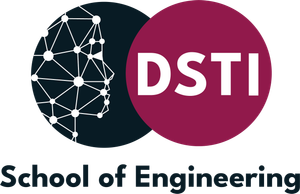 DSTI
School of Engineering